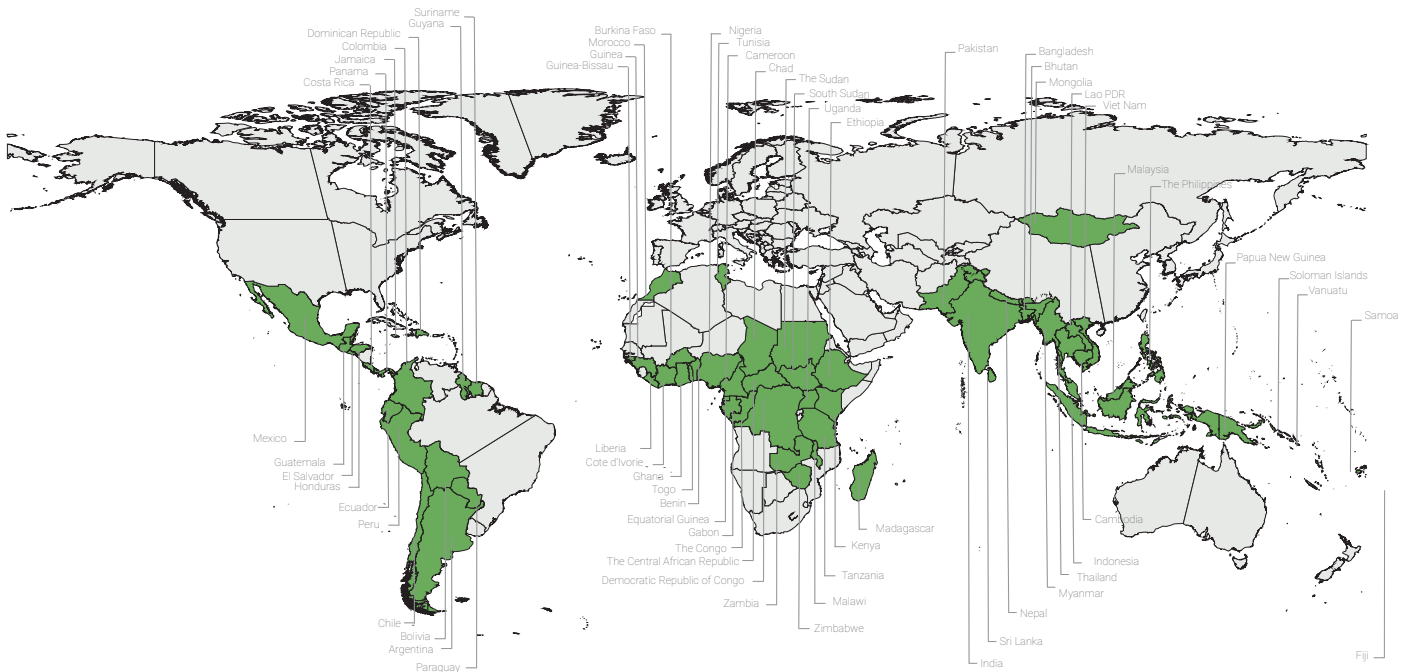 Suriname
Guyana
Dominican Republic
Colombia
Jamaica
Panama
Costa Rica
Burkina Faso
Morocco
Guinea
Guinea-Bissau
Nigeria
Tunisia
Cameroon
Chad
The Sudan
South Sudan
Uganda
Ethiopia
Pakistan
Bangladesh
Bhutan
Mongolia
Lao PDR
Viet Nam
Malaysia
The Philippines
Papua New Guinea
Soloman Islands
Vanuatu
Samoa
Mexico
Guatemala
El Salvador
Honduras
Ecuador
Peru
Chile
Bolivia
Argentina
Paraguay
Liberia
Cote d'Ivorie
Ghana
Togo
Benin
Equatorial Guinea
Gabon
The Congo
The Central African Republic
Democratic Republic of Congo
Zambia
Madagascar
Kenya
Tanzania
Malawi
Zimbabwe
Cambodia
Indonesia
Thailand
Myanmar
Nepal
Sri Lanka
India
Fiji